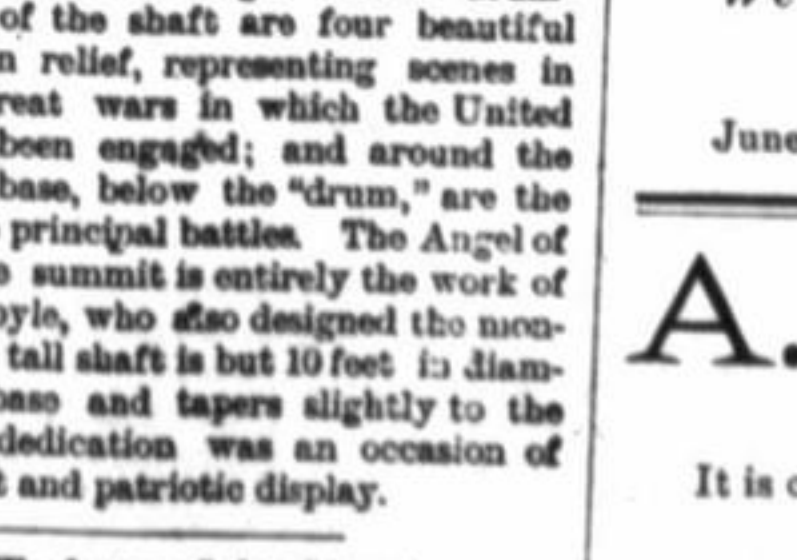 of the shaft are four beautiful
n relief, representing scenes in
reat wars in which the United
been engaged; and around the
base, below the "drum," are the
principal battles. The Angel of
summit is entirely the work of
oyle, who also designed the mon-
tall shaft is but 10 feet in diam-
base and tapers slightly to the
dedication was an occasion of
t and patriotic display.
June
A.
It is